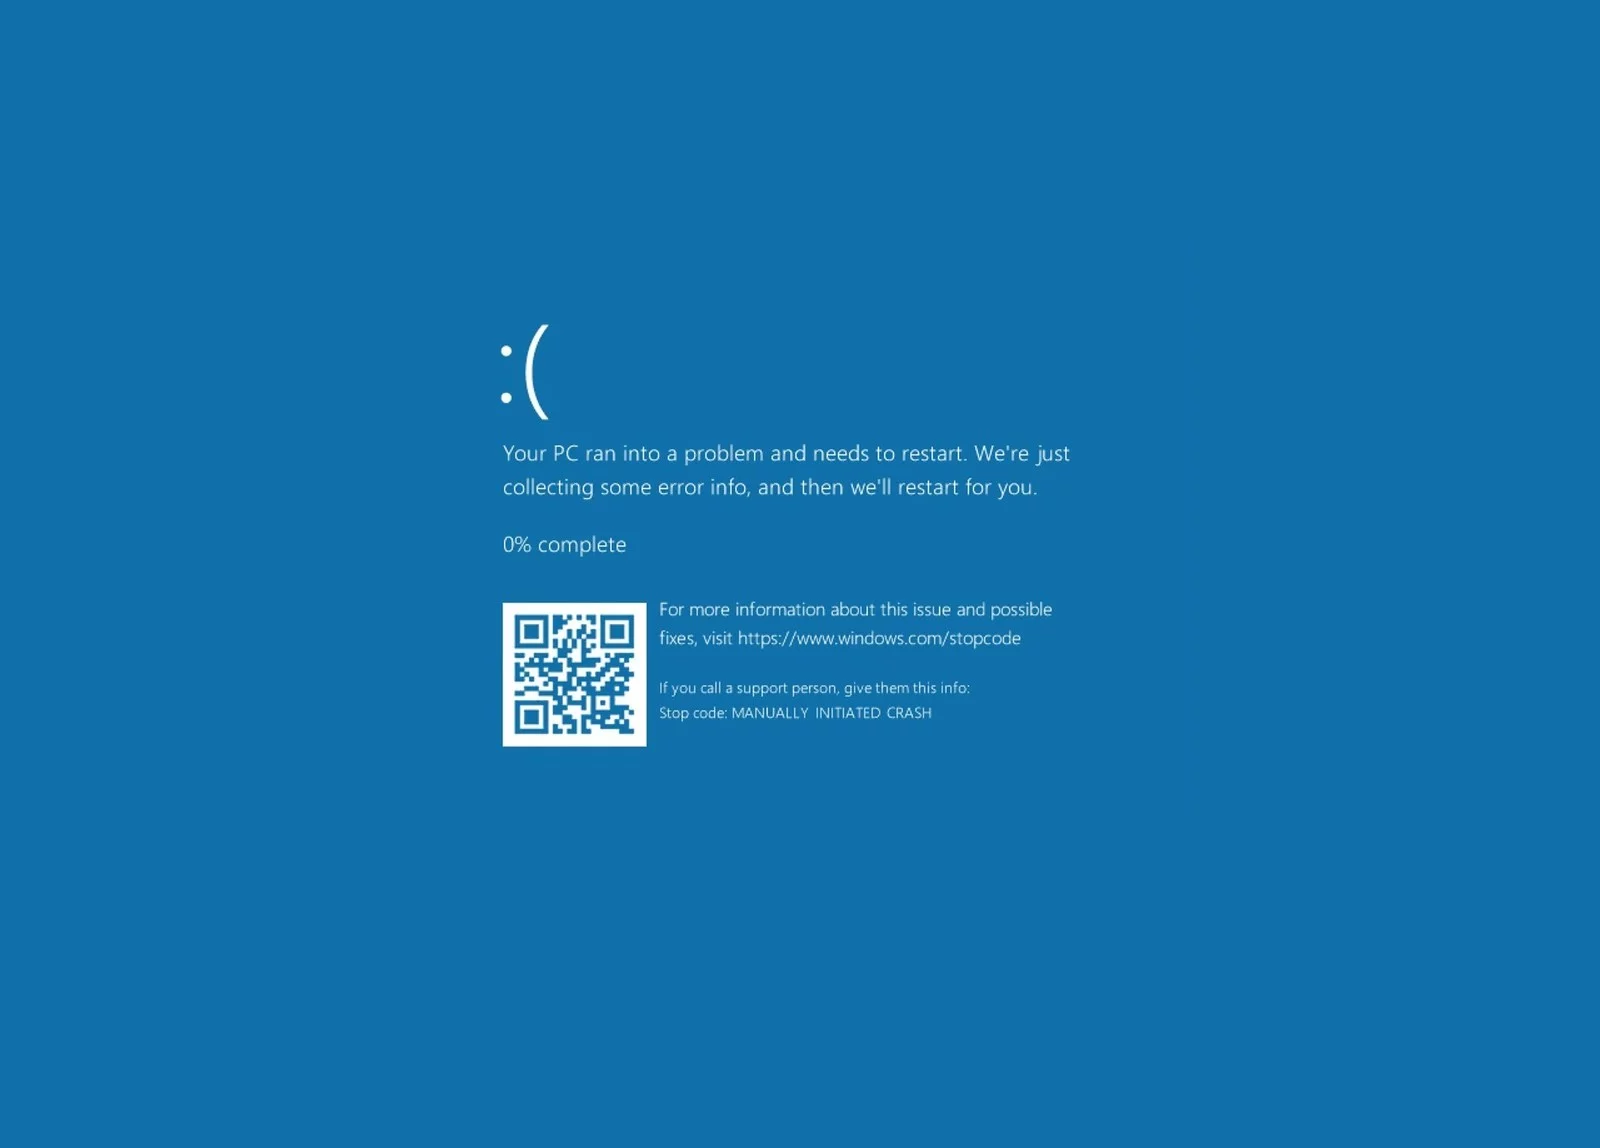 :(
Your PC ran into a problem and needs to restart. We're just
collecting some error info, and then we'll restart for you.
0% complete
For more information about this issue and possible
fixes, visit https://www.windows.com/stopcode
If you call a support person, give them this info:
Stop code: MANUALLY INITIATED CRASH